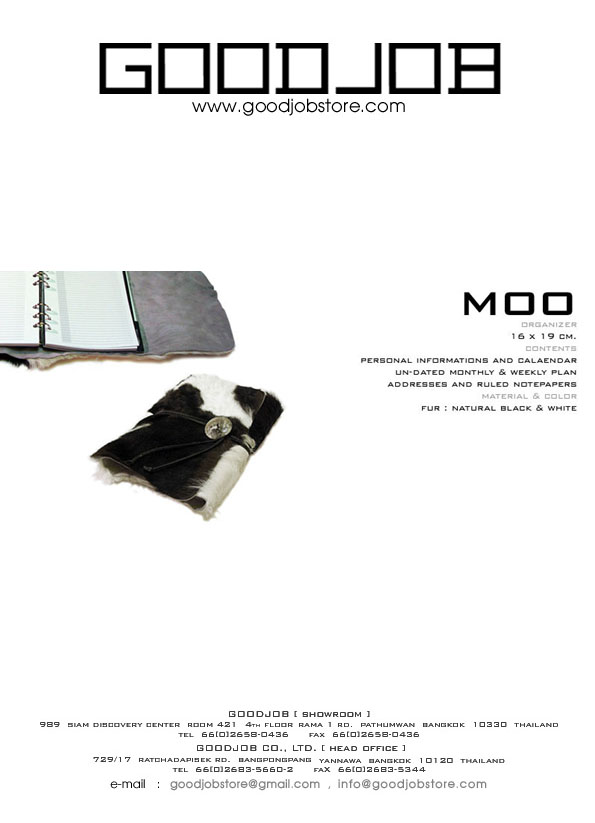 GOODJOB
www.goodjobstore.com
MOO
ORGANIZER
16 X 19 CM.
CONTENTS
PERSONAL INFORMATIONS AND CALAENDAR
UN-DATED MONTHLY & WEEKLY PLAN
ADDRESSES AND RULED NOTEPAPERS
MATERIAL & COLOR
FUR : NATURAL BLACK & WHITE
GOODJOB [ SHOWROOM ]
989 SIAM DISCOVERY CENTER ROOM 421 4TH FLOOR RAMA 1 RD. PATHUMWAN BANGKOK 10330 THAILAND
TEL 66(0)2658-0436 FAX 66(0)2658-0436
GOODJOB CO., LTD. [ HEAD OFFICE ]
729/17 RATCHADAPISEK RD. BANGPONGPANG YANNAWA BANGKOK 10120 THAILAND
TEL 66(0)2683-5660-2 FAX 66(0)2683-5344
e-mail : goodjobstore@gmail.com , info@goodjobstore.com